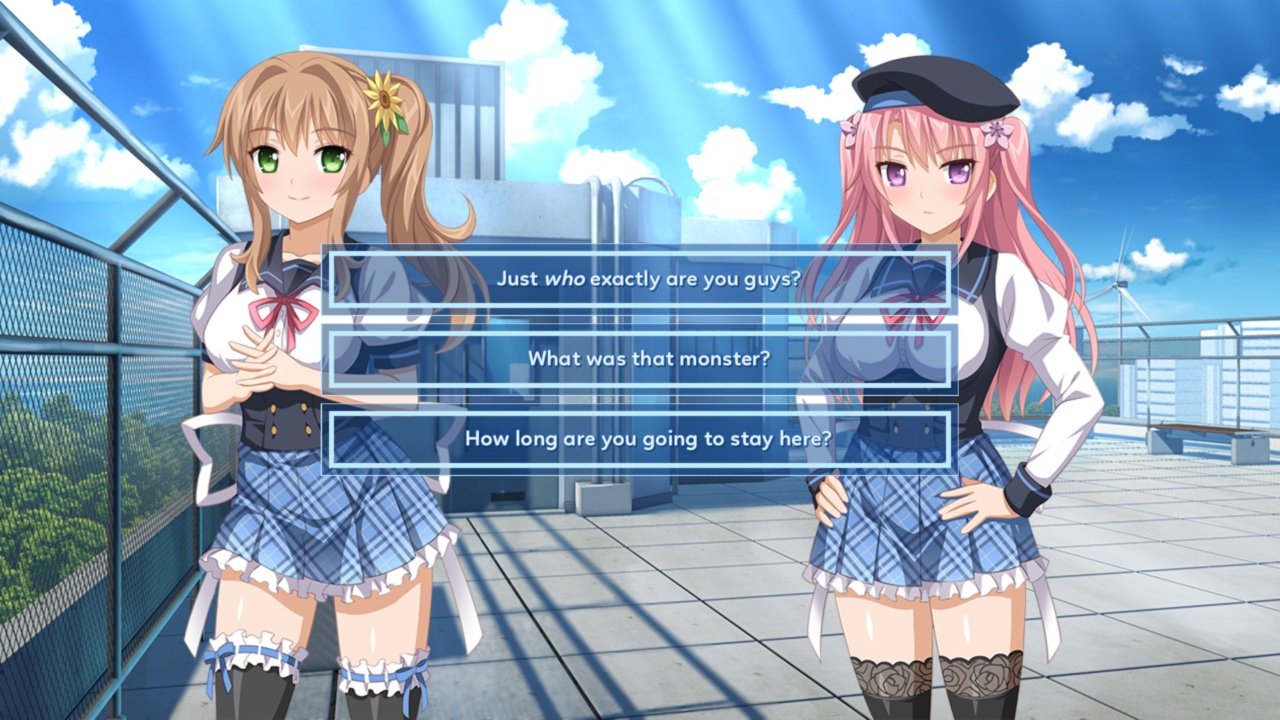 Just who exactly are you guys?
What was that monster?
How long are you going to stay here?